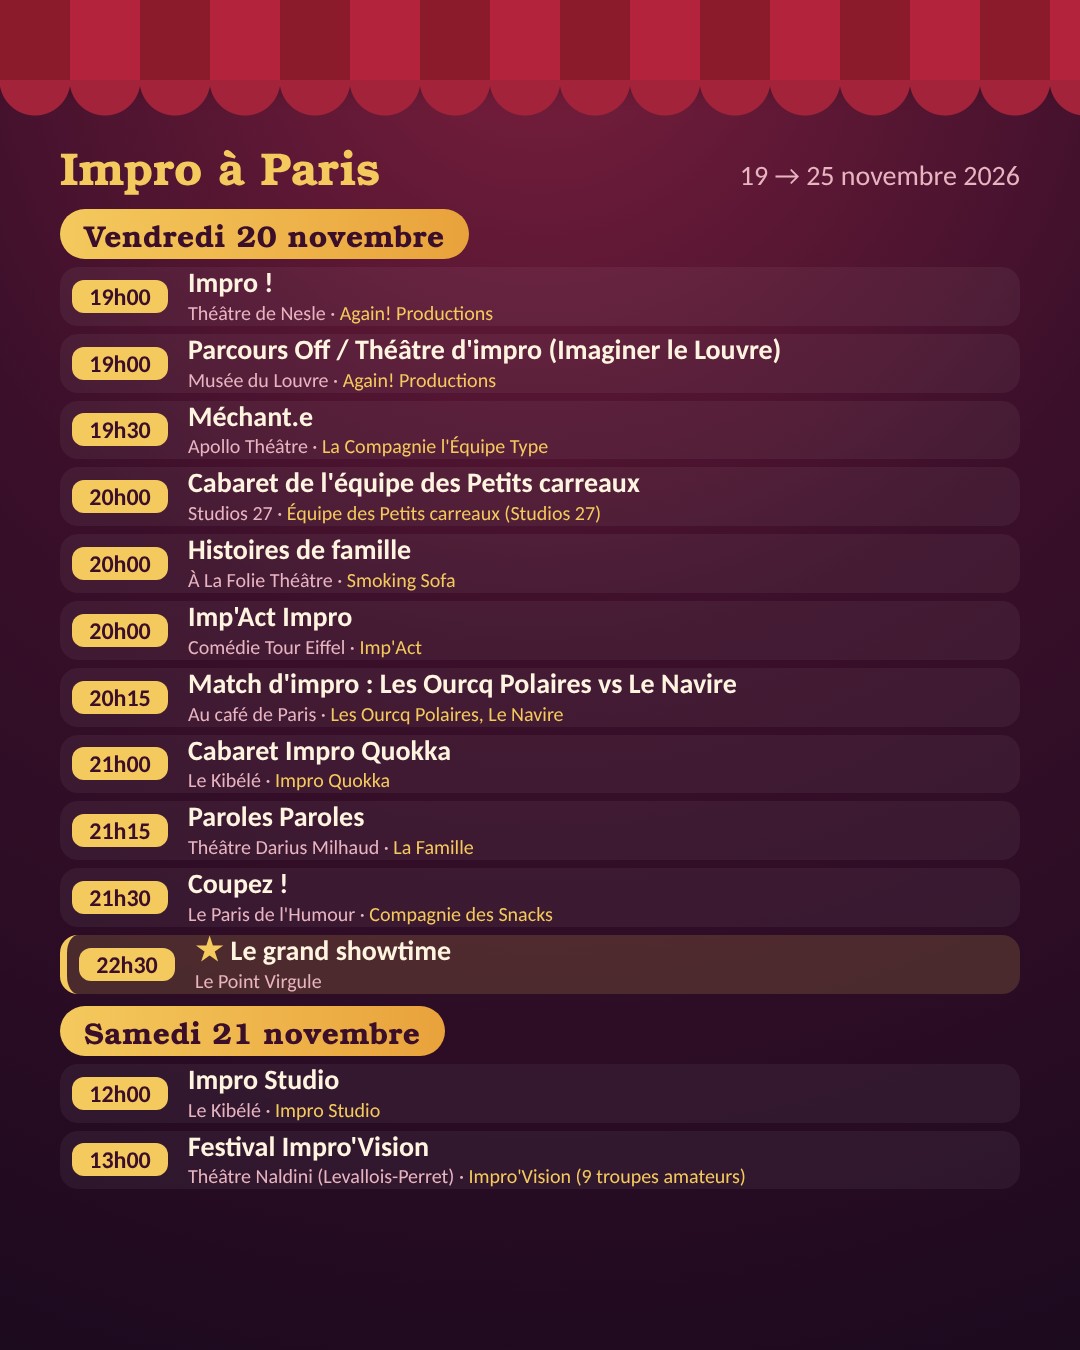 Impro à Paris
19 → 25 novembre 2026
Vendredi 20 novembre
19h00
Impro !
Théâtre de Nesle · Again! Productions
19h00
Parcours Off / Théâtre d'impro (Imaginer le Louvre)
Musée du Louvre · Again! Productions
19h30
Méchant.e
Apollo Théâtre · La Compagnie l'Équipe Type
20h00
Cabaret de l'équipe des Petits carreaux
Studios 27 · Équipe des Petits carreaux (Studios 27)
20h00
Histoires de famille
À La Folie Théâtre · Smoking Sofa
20h00
Imp'Act Impro
Comédie Tour Eiffel · Imp'Act
20h15
Match d'impro : Les Ourcq Polaires vs Le Navire
Au café de Paris · Les Ourcq Polaires, Le Navire
21h00
Cabaret Impro Quokka
Le Kibélé · Impro Quokka
21h15
Paroles Paroles
Théâtre Darius Milhaud · La Famille
21h30
Coupez !
Le Paris de l'Humour · Compagnie des Snacks
22h30
★ Le grand showtime
Le Point Virgule
Samedi 21 novembre
12h00
Impro Studio
Le Kibélé · Impro Studio
13h00
Festival Impro'Vision
Théâtre Naldini (Levallois-Perret) · Impro'Vision (9 troupes amateurs)